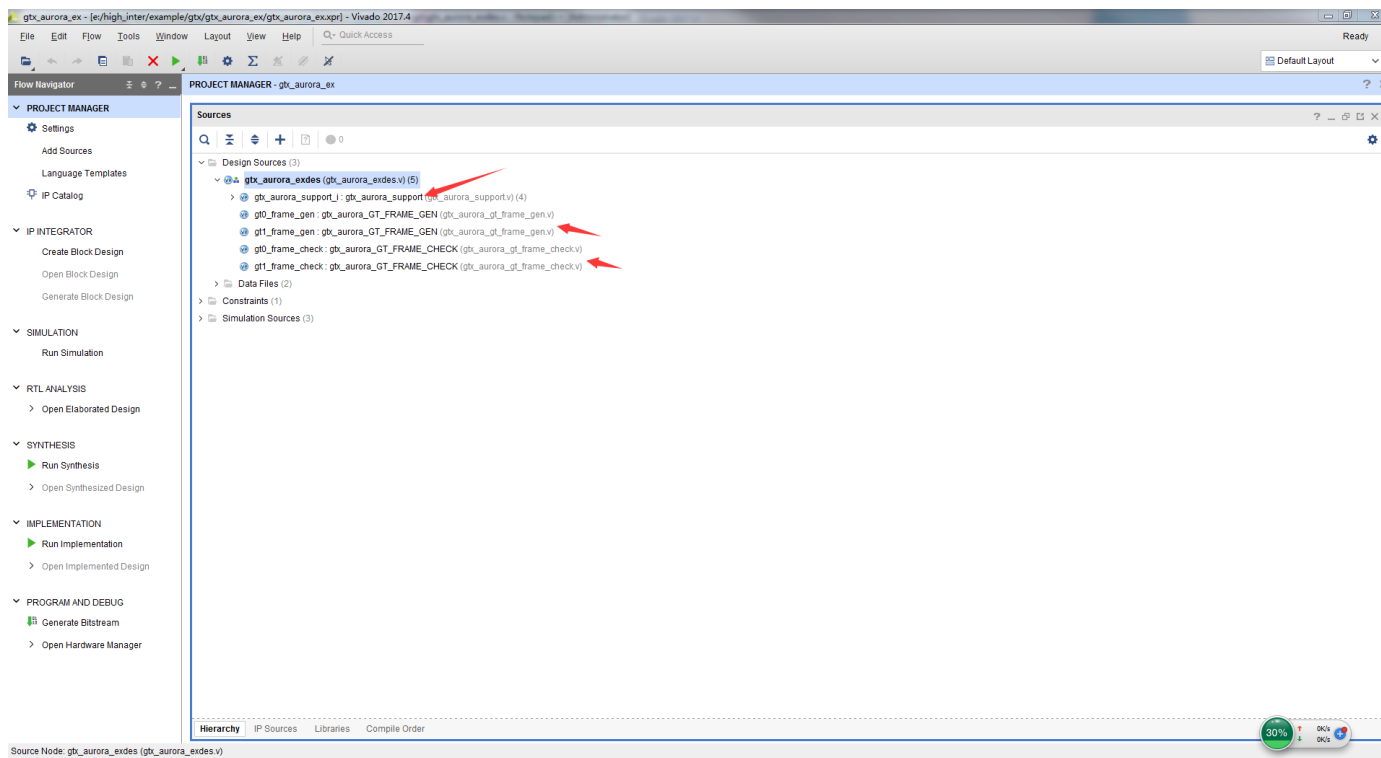 gtx_aurora_ex - [e:/high_inter/example/gtx/gtx_aurora_ex/gtx_aurora_ex.xpr] - Vivado 2017.4
File Edit Flow Tools Window Layout View Help Quick Access
Ready
Default Layout
Flow Navigator
PROJECT MANAGER - gtx_aurora_ex
PROJECT MANAGER
Settings
Add Sources
Language Templates
IP Catalog
IP INTEGRATOR
Create Block Design
Open Block Design
Generate Block Design
SIMULATION
Run Simulation
RTL ANALYSIS
Open Elaborated Design
SYNTHESIS
Run Synthesis
Open Synthesized Design
IMPLEMENTATION
Run Implementation
Open Implemented Design
PROGRAM AND DEBUG
Generate Bitstream
Open Hardware Manager
Sources
0
Design Sources (3)
gtx_aurora_exdes (gtx_aurora_exdes.v) (5)
gtx_aurora_support_i : gtx_aurora_support (gtx_aurora_support.v) (4)
gt0_frame_gen : gtx_aurora_GT_FRAME_GEN (gtx_aurora_gt_frame_gen.v)
gt1_frame_gen : gtx_aurora_GT_FRAME_GEN (gtx_aurora_gt_frame_gen.v)
gt0_frame_check : gtx_aurora_GT_FRAME_CHECK (gtx_aurora_gt_frame_check.v)
gt1_frame_check : gtx_aurora_GT_FRAME_CHECK (gtx_aurora_gt_frame_check.v)
Data Files (2)
Constraints (1)
Simulation Sources (3)
Hierarchy IP Sources Libraries Compile Order
30%
0K/s
0K/s
Source Node: gtx_aurora_exdes (gtx_aurora_exdes.v)